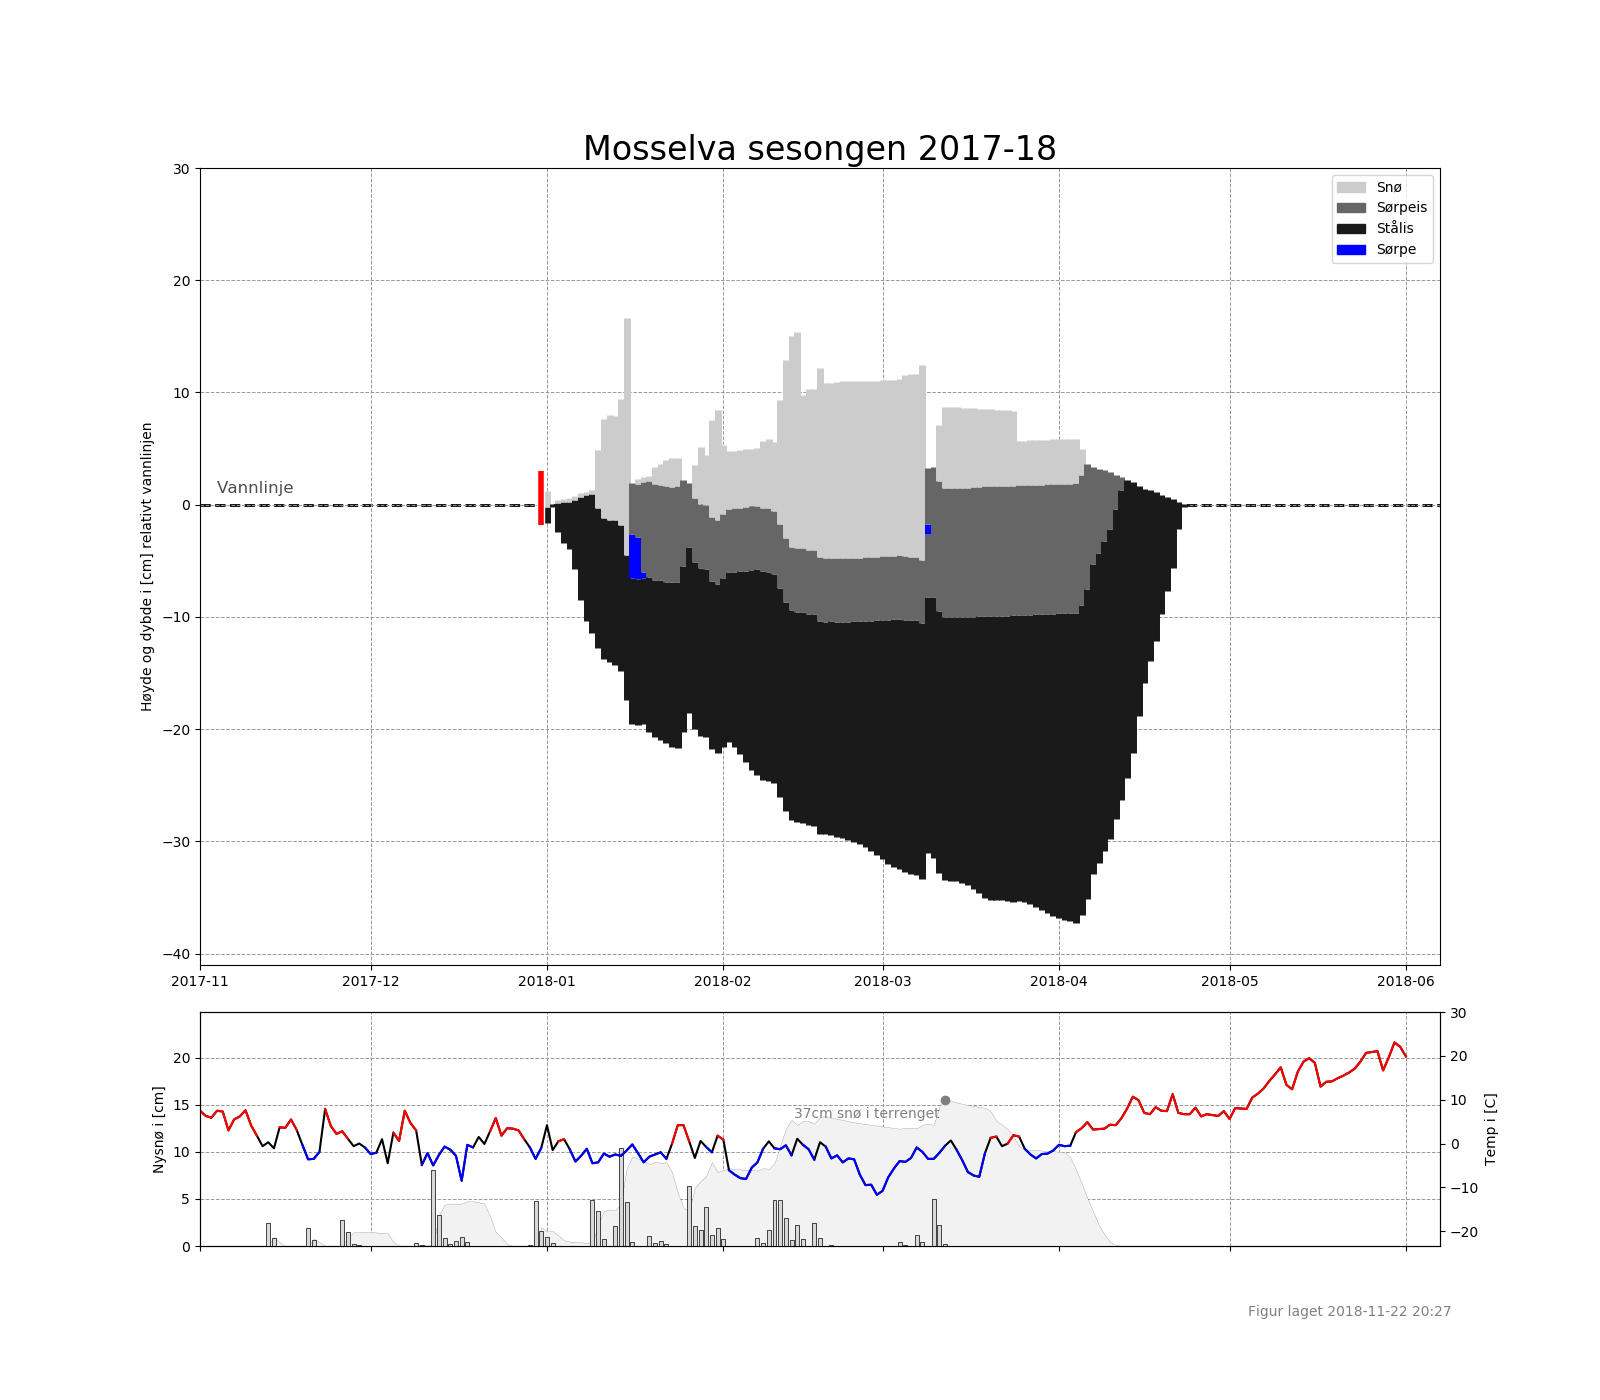 Mosselva sesongen 2017-18
30
20
10
0
−10
−20
−30
−40
Høyde og dybde i [cm] relativt vannlinjen
Vannlinje
Snø
Sørpeis
Stålis
Sørpe
2017-11 2017-12 2018-01 2018-02 2018-03 2018-04 2018-05 2018-06
20
15
10
5
0
Nysnø i [cm]
37cm snø i terrenget
30
20
10
0
−10
−20
Temp i [C]
Figur laget 2018-11-22 20:27